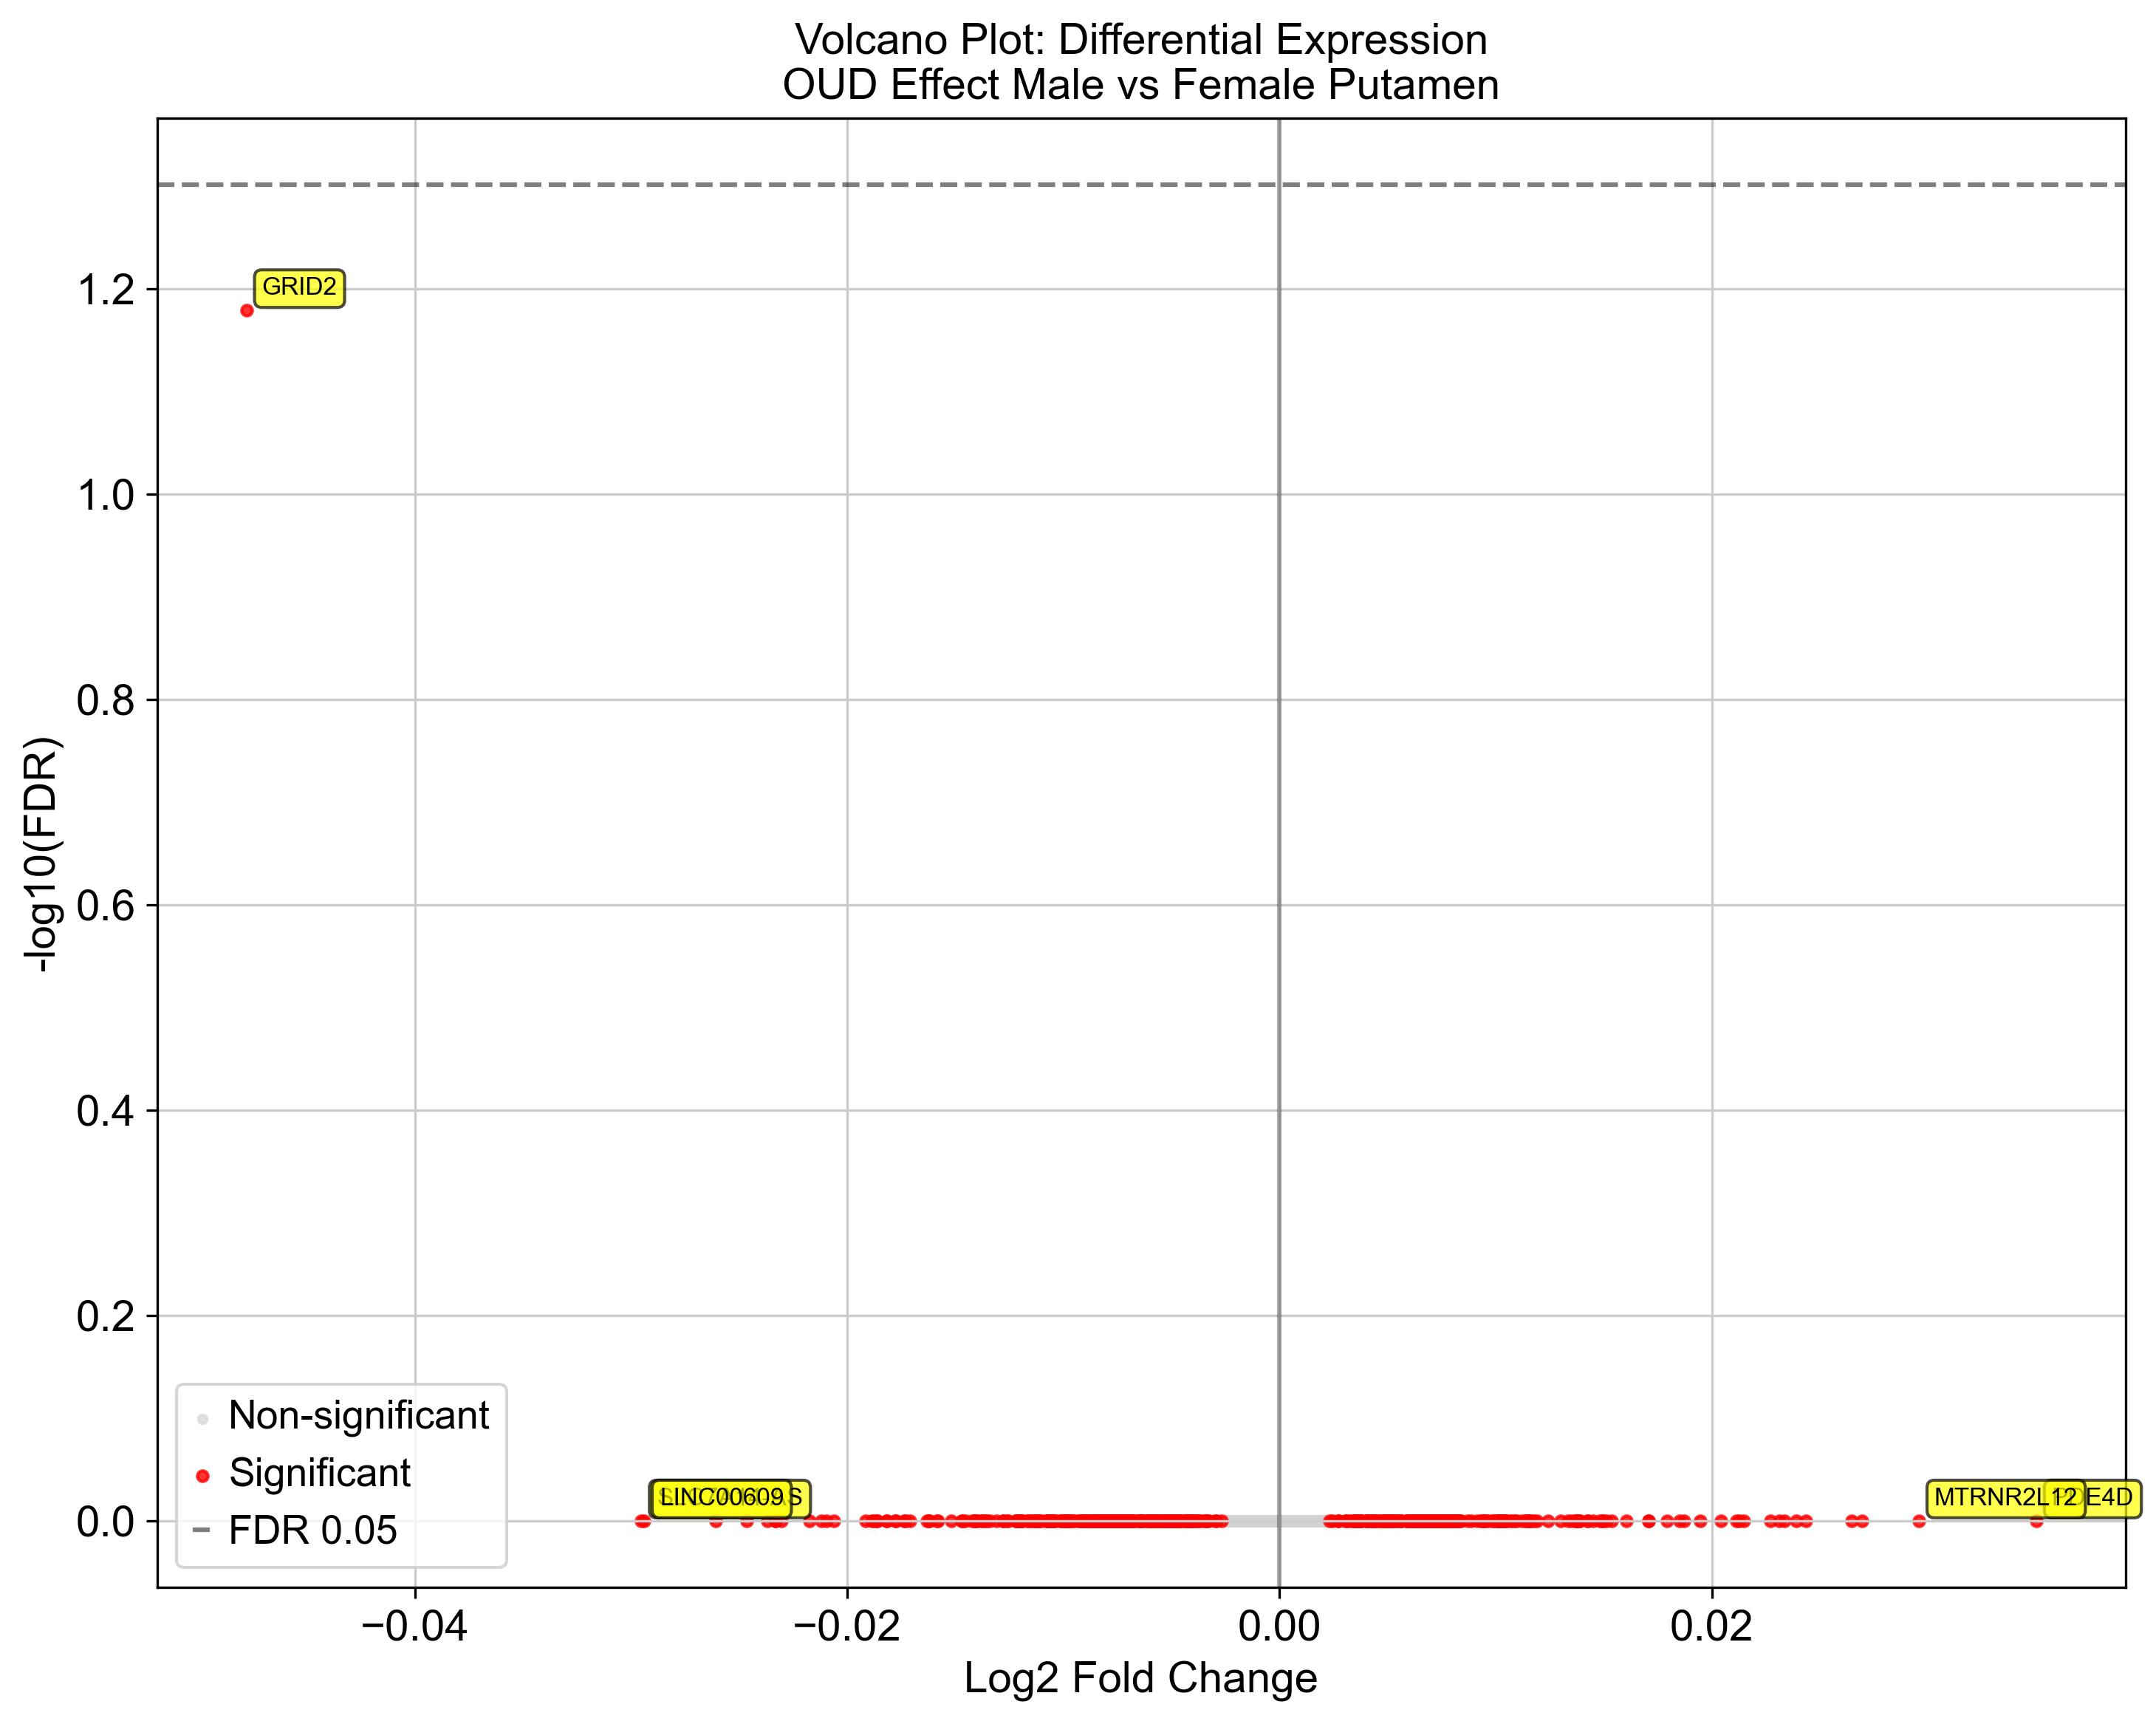 Volcano Plot: Differential Expression
OUD Effect Male vs Female Putamen
-log10(FDR)
1.2
1.0
0.8
0.6
0.4
0.2
0.0
GRID2
Non-significant
Significant
FDR 0.05
LINC00609
MTRNR2L12
PDE4D
−0.04
−0.02
0.00
0.02
Log2 Fold Change